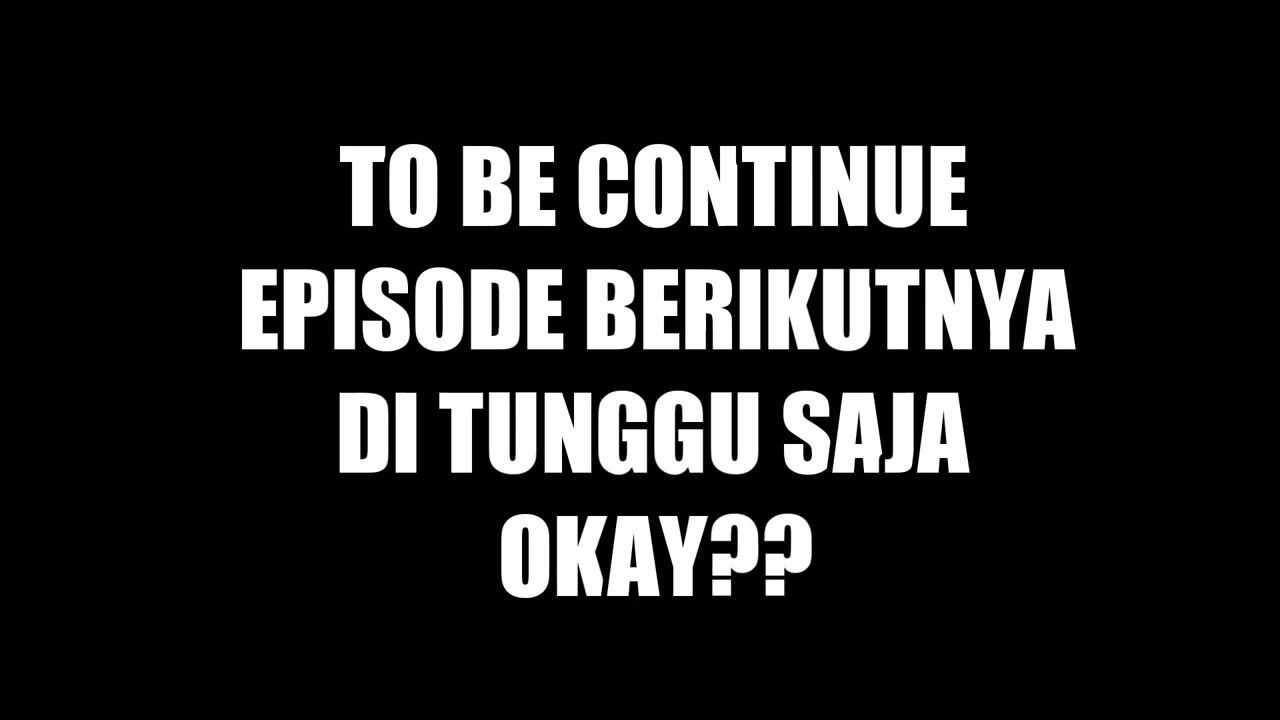 TO BE CONTINUE
EPISODE BERIKUTNYA
DI TUNGGU SAJA
OKAY??